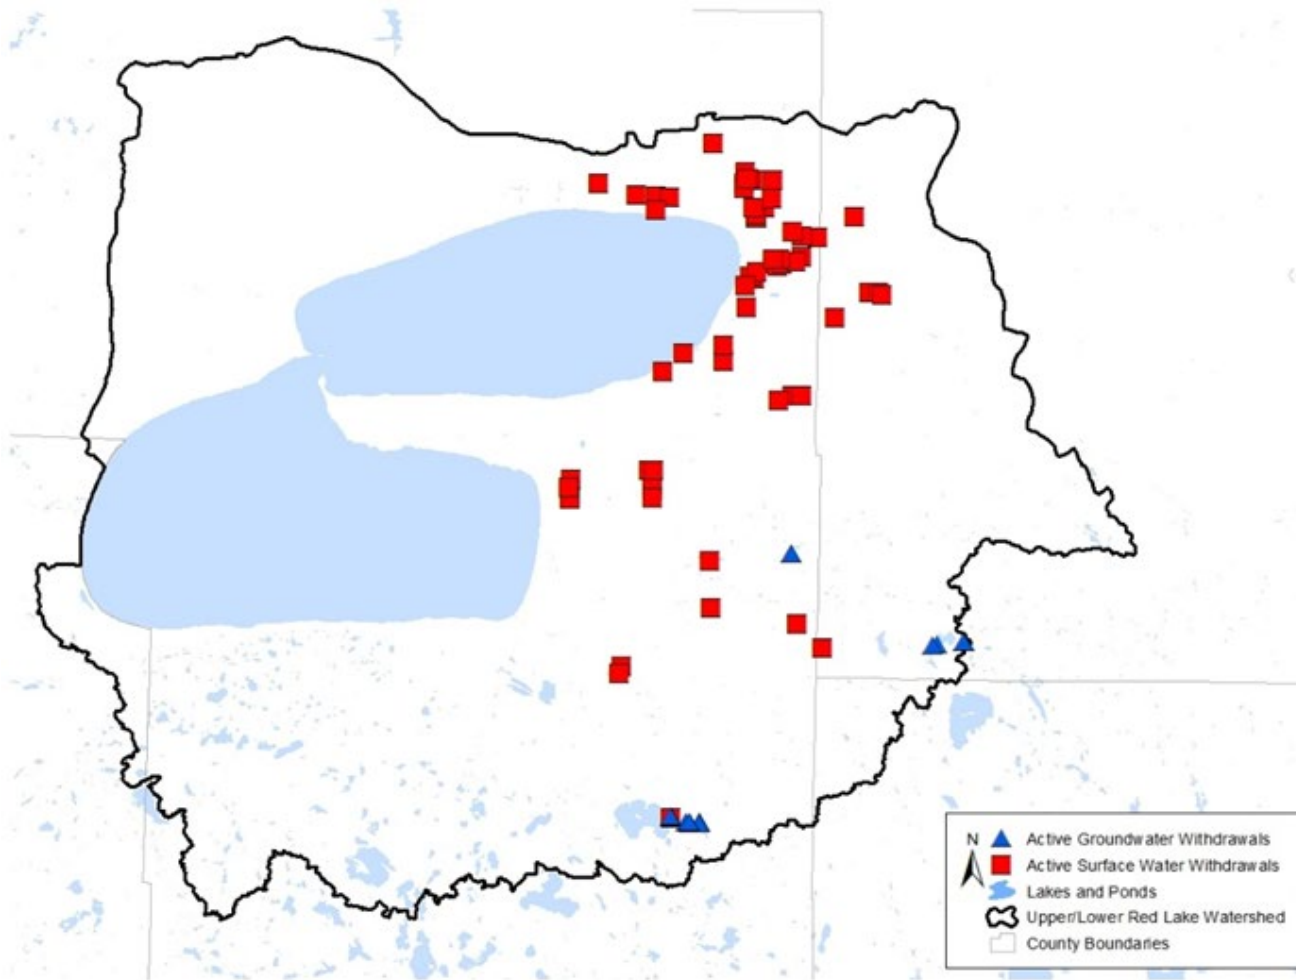 N
Active Groundwater Withdrawals
Active Surface Water Withdrawals
Lakes and Ponds
Upper/Lower Red Lake Watershed
County Boundaries